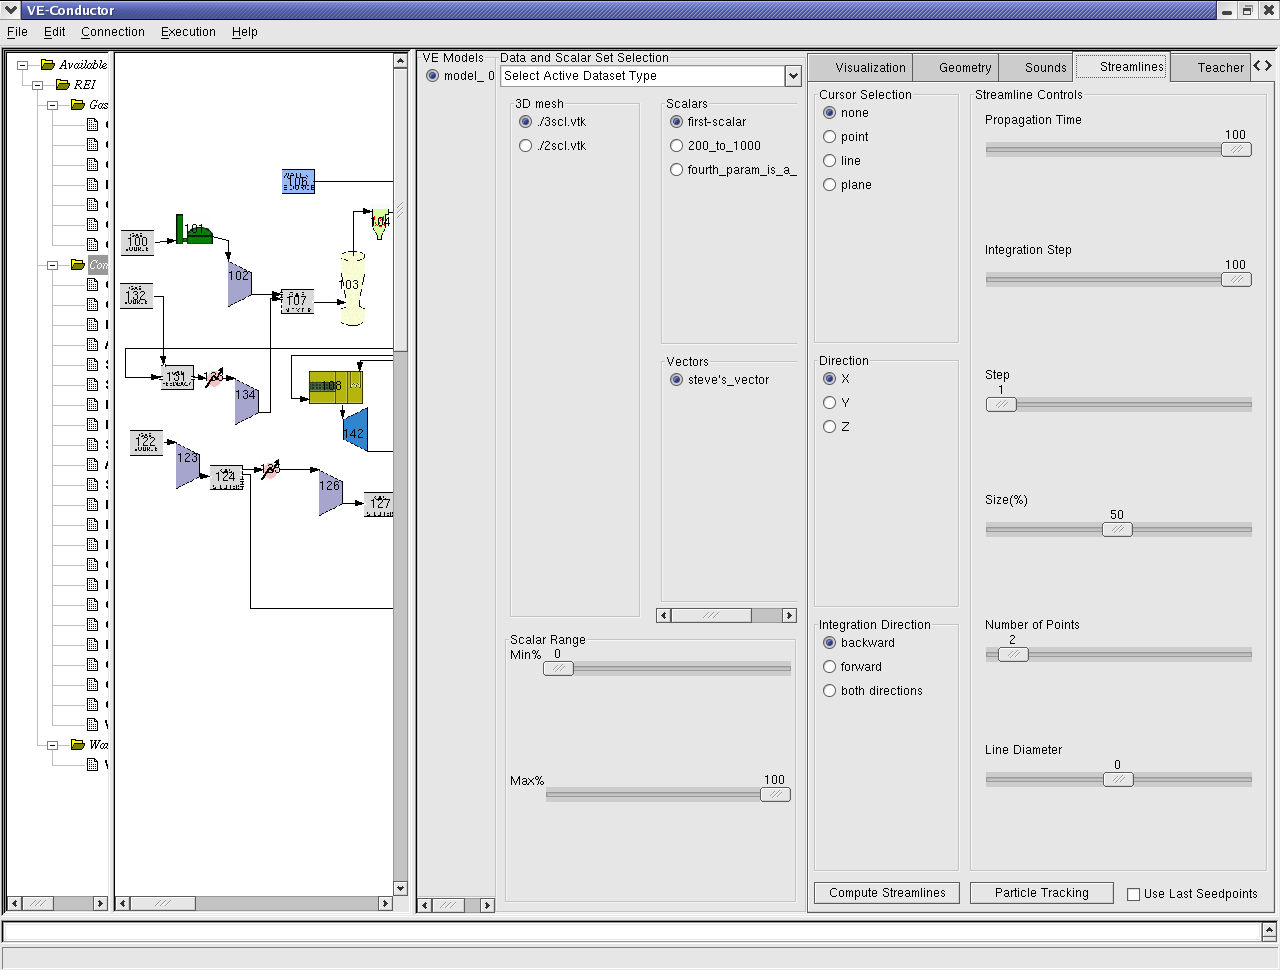 VE-Conductor
File Edit Connection Execution Help
Available
REI
Gas
Con
VE Models
model_ 0
Data and Scalar Set Selection
Select Active Dataset Type
3D mesh
./3scl.vtk
./2scl.vtk
Scalars
first-scalar
200_to_1000
fourth_param_is_a_
Vectors
steve's_vector
Scalar Range
Min% 0
Max% 100
Visualization Geometry Sounds Streamlines Teacher
Cursor Selection
none
point
line
plane
Direction
X
Y
Z
Integration Direction
backward
forward
both directions
Streamline Controls
Propagation Time
100
Integration Step
100
Step
1
Size(%)
50
Number of Points
2
Line Diameter
0
Compute Streamlines
Particle Tracking
Use Last Seedpoints
106
101
104
100
102
103
132
107
131
134
108
142
122
123
124
126
127